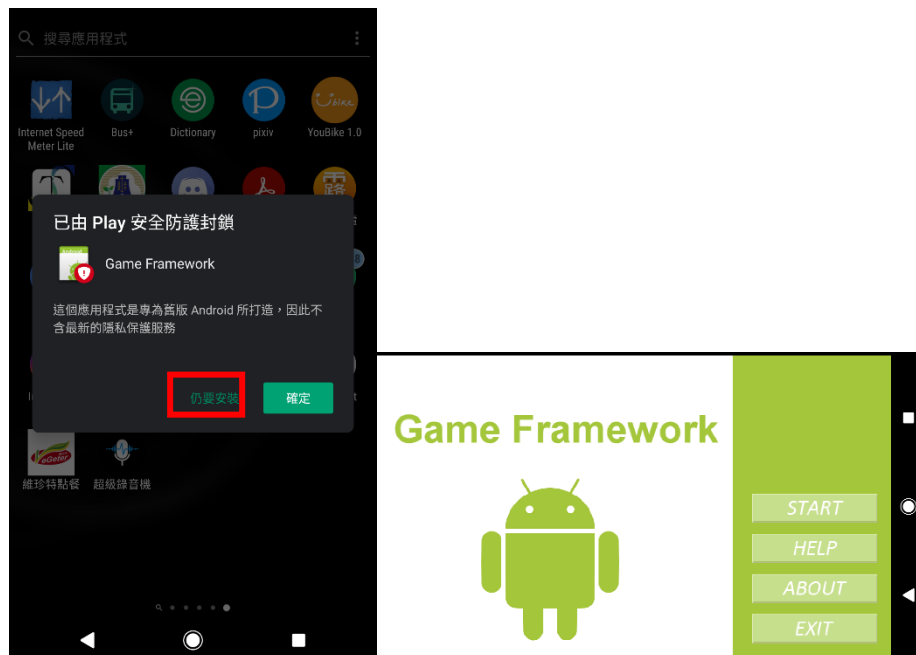 搜尋應用程式
Internet Speed Meter Lite
Bus+
Dictionary
pixiv
YouBike 1.0
Ubike
露
已由 Play 安全防護封鎖
Game Framework
這個應用程式是專為舊版 Android 所打造，因此不
含最新的隱私保護服務
仍要安裝
確定
維珍特點餐
超級錄音機
Game Framework
START
HELP
ABOUT
EXIT